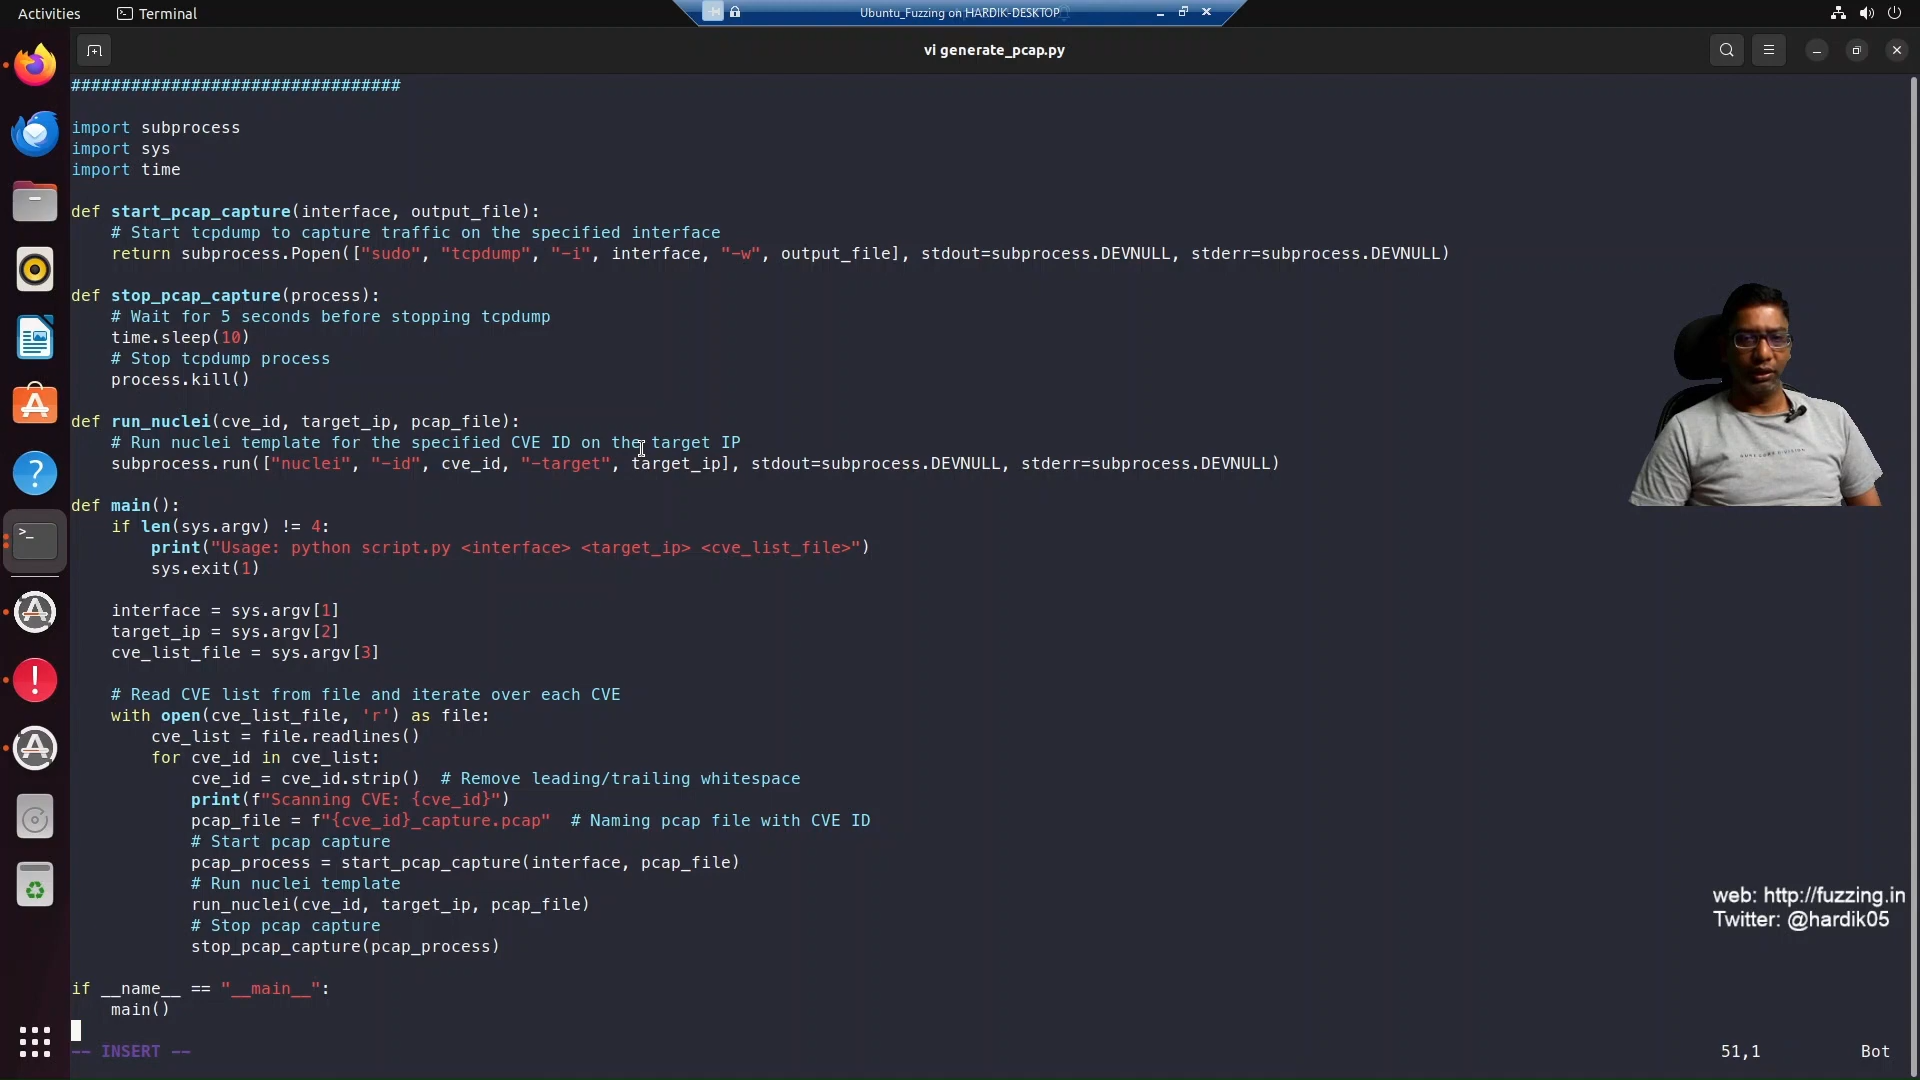 Activities
Terminal
Ubuntu_Fuzzing on HARDIK-DESKTOP
vi generate_pcap.py
#################################
import subprocess
import sys
import time
def start_pcap_capture(interface, output_file):
    # Start tcpdump to capture traffic on the specified interface
    return subprocess.Popen(["sudo", "tcpdump", "-i", interface, "-w", output_file], stdout=subprocess.DEVNULL, stderr=subprocess.DEVNULL)
def stop_pcap_capture(process):
    # Wait for 5 seconds before stopping tcpdump
    time.sleep(10)
    # Stop tcpdump process
    process.kill()
def run_nuclei(cve_id, target_ip, pcap_file):
    # Run nuclei template for the specified CVE ID on the target IP
    subprocess.run(["nuclei", "-id", cve_id, "-target", target_ip], stdout=subprocess.DEVNULL, stderr=subprocess.DEVNULL)
def main():
    if len(sys.argv) != 4:
        print("Usage: python script.py <interface> <target_ip> <cve_list_file>")
        sys.exit(1)
    interface = sys.argv[1]
    target_ip = sys.argv[2]
    cve_list_file = sys.argv[3]
    # Read CVE list from file and iterate over each CVE
    with open(cve_list_file, 'r') as file:
        cve_list = file.readlines()
        for cve_id in cve_list:
            cve_id = cve_id.strip()  # Remove leading/trailing whitespace
            print(f"Scanning CVE: {cve_id}")
            pcap_file = f"{cve_id}_capture.pcap"  # Naming pcap file with CVE ID
            # Start pcap capture
            pcap_process = start_pcap_capture(interface, pcap_file)
            # Run nuclei template
            run_nuclei(cve_id, target_ip, pcap_file)
            # Stop pcap capture
            stop_pcap_capture(pcap_process)
if __name__ == "__main__":
    main()
-- INSERT --
51,1
Bot
web: http://fuzzing.in
Twitter: @hardik05